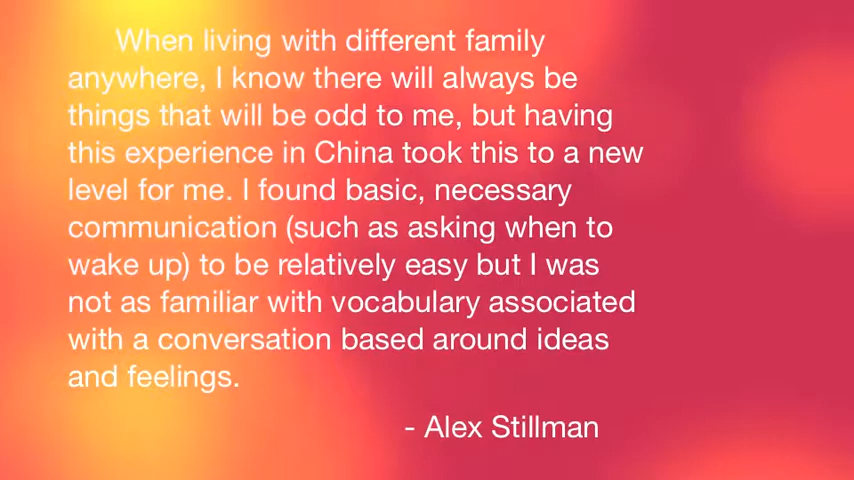 When living with different family
anywhere, I know there will always be
things that will be odd to me, but having
this experience in China took this to a new
level for me. I found basic, necessary
communication (such as asking when to
wake up) to be relatively easy but I was
not as familiar with vocabulary associated
with a conversation based around ideas
and feelings.
- Alex Stillman